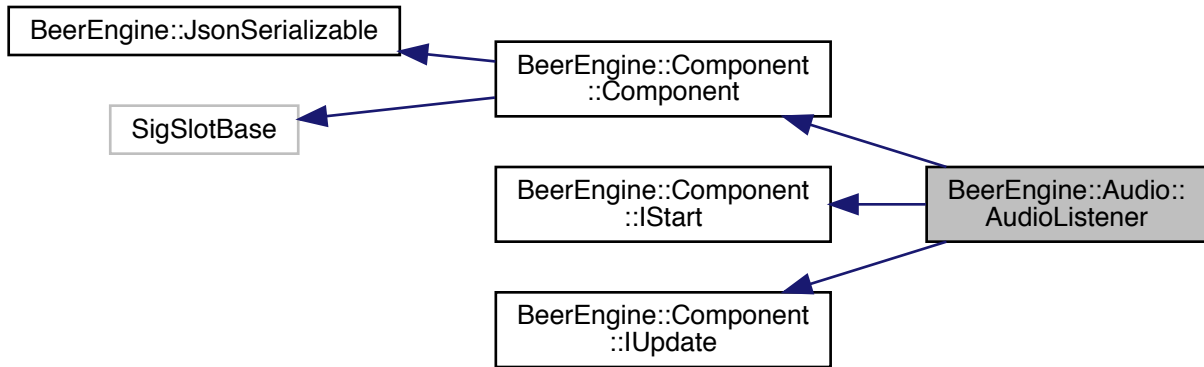 BeerEngine::JsonSerializable
BeerEngine::Component
::Component
SigSlotBase
BeerEngine::Component
::IStart
BeerEngine::Audio::
AudioListener
BeerEngine::Component
::IUpdate